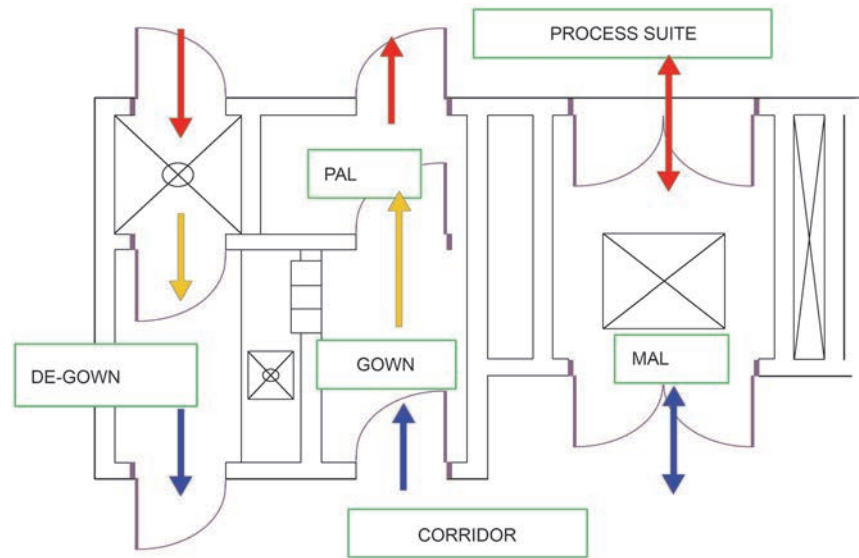 PROCESS SUITE
PAL
DE-GOWN
GOWN
MAL
CORRIDOR